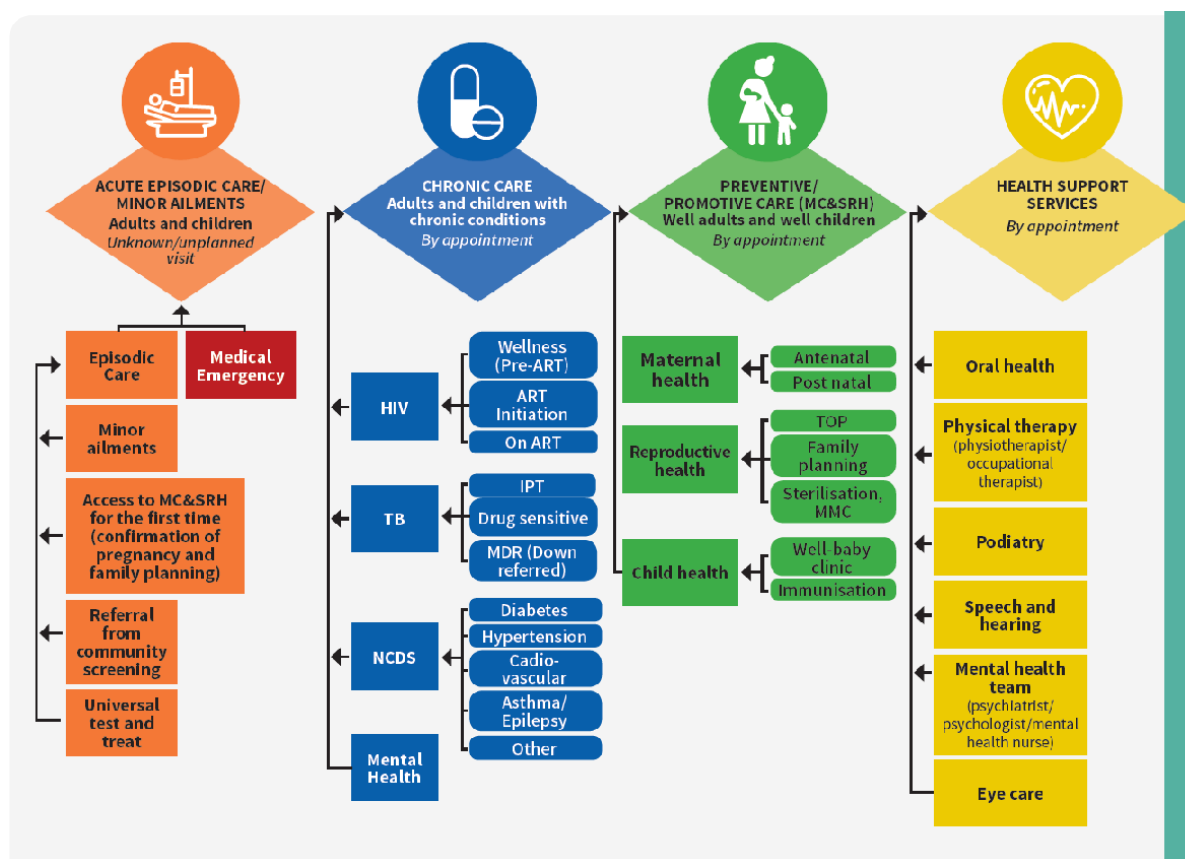 ACUTE EPISODIC CARE/
MINOR AILMENTS
Adults and children
Unknown/unplanned
visit
Episodic
Care
Medical
Emergency
Minor
ailments
Access to MC&SRH
for the first time
(confirmation of
pregnancy and
family planning)
Referral
from
community
screening
Universal
test and
treat
CHRONIC CARE
Adults and children with
chronic conditions
By appointment
HIV
Wellness
(Pre-ART)
ART
Initiation
On ART
TB
IPT
Drug sensitive
MDR (Down
referred)
NCDS
Diabetes
Hypertension
Cadio-
vascular
Asthma/
Epilepsy
Other
Mental
Health
PREVENTIVE/
PROMOTIVE CARE (MC&SRH)
Well adults and well children
By appointment
Maternal
health
Antenatal
Post natal
Reproductive
health
TOP
Family
planning
Sterilisation,
MMC
Child health
Well-baby
clinic
Immunisation
HEALTH SUPPORT
SERVICES
By appointment
Oral health
Physical therapy
(physiotherapist/
occupational
therapist)
Podiatry
Speech and
hearing
Mental health
team
(psychiatrist/
psychologist/mental
health nurse)
Eye care